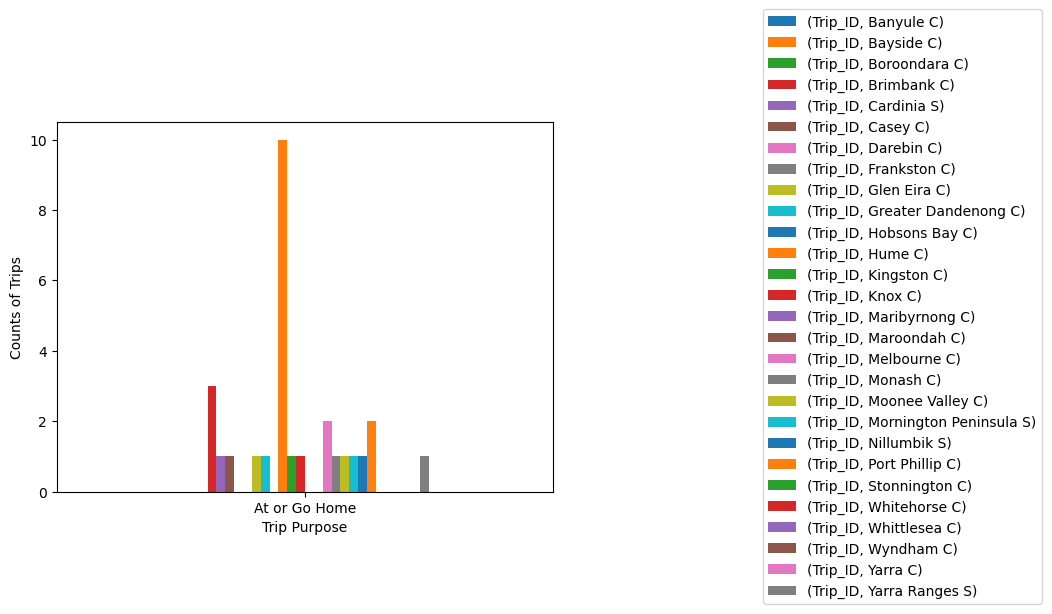 10
8
6
4
2
0
Counts of Trips
At or Go Home
Trip Purpose
(Trip_ID, Banyule C)
(Trip_ID, Bayside C)
(Trip_ID, Boroondara C)
(Trip_ID, Brimbank C)
(Trip_ID, Cardinia S)
(Trip_ID, Casey C)
(Trip_ID, Darebin C)
(Trip_ID, Frankston C)
(Trip_ID, Glen Eira C)
(Trip_ID, Greater Dandenong C)
(Trip_ID, Hobsons Bay C)
(Trip_ID, Hume C)
(Trip_ID, Kingston C)
(Trip_ID, Knox C)
(Trip_ID, Maribyrnong C)
(Trip_ID, Maroondah C)
(Trip_ID, Melbourne C)
(Trip_ID, Monash C)
(Trip_ID, Moonee Valley C)
(Trip_ID, Mornington Peninsula S)
(Trip_ID, Nillumbik S)
(Trip_ID, Port Phillip C)
(Trip_ID, Stonnington C)
(Trip_ID, Whitehorse C)
(Trip_ID, Whittlesea C)
(Trip_ID, Wyndham C)
(Trip_ID, Yarra C)
(Trip_ID, Yarra Ranges S)